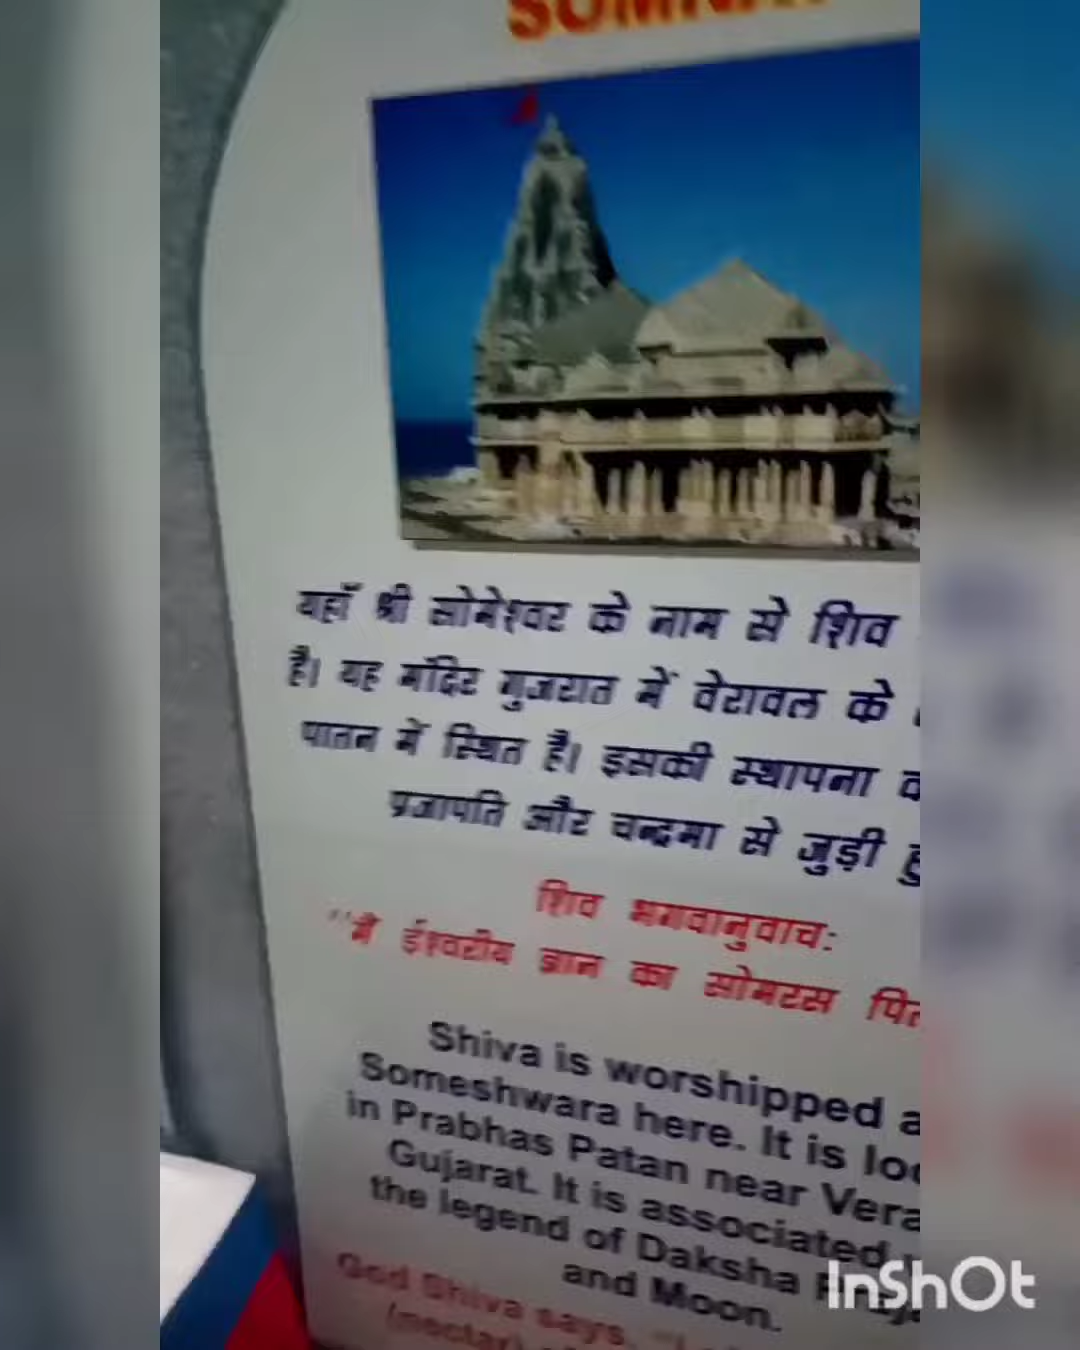 यहाँ श्री सोमेश्वर के नाम से शिव
है। यह मंदिर गुजरात में वेरावल के
पातन में स्थित है। इसकी स्थापना
प्रजापति और चन्द्रमा से जुड़ी
शिव भगवानुवाच:
"मैं ईश्वरीय ज्ञान का सोमरस
Shiva is worshipped
Someshwara here. It is
in Prabhas Patan near
Gujarat. It is associated
the legend of Daksha
and Moon.
God Shiva says,
(nectar)
InShOt